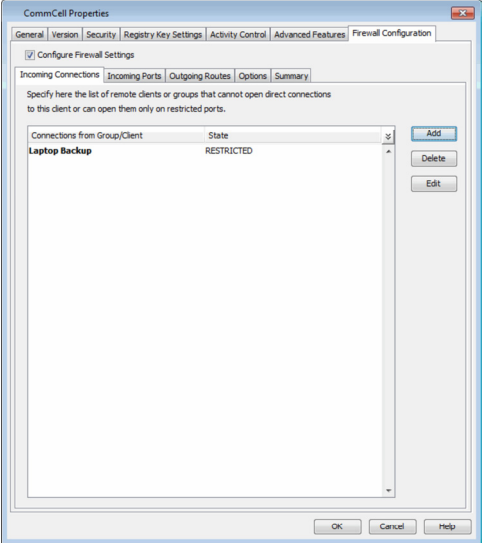 CommCell Properties
General Version Security Registry Key Settings Activity Control Advanced Features Firewall Configuration
Configure Firewall Settings
Incoming Connections Incoming Ports Outgoing Routes Options Summary
Specify here the list of remote clients or groups that cannot open direct connections
to this client or can open them only on restricted ports.
Connections from Group/Client State
Laptop Backup RESTRICTED
Add
Delete
Edit
OK Cancel Help